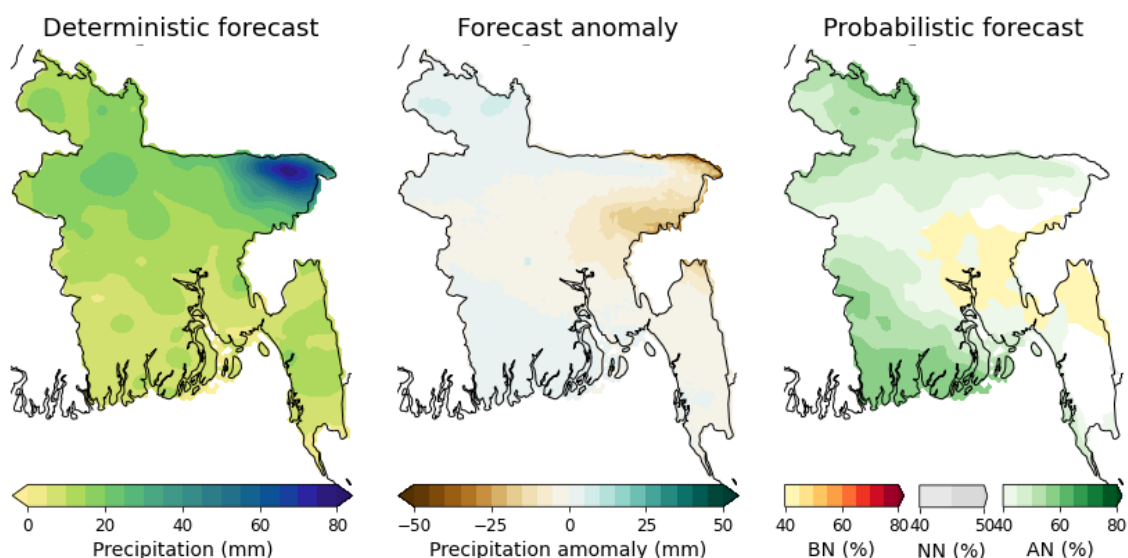 Deterministic forecast
Forecast anomaly
Probabilistic forecast
0 20 40 60 80
Precipitation (mm)
−50 −25 0 25 50
Precipitation amomaly (mm)
40 60 80
BN (%)
40 50
NN (%)
40 60 80
AN (%)